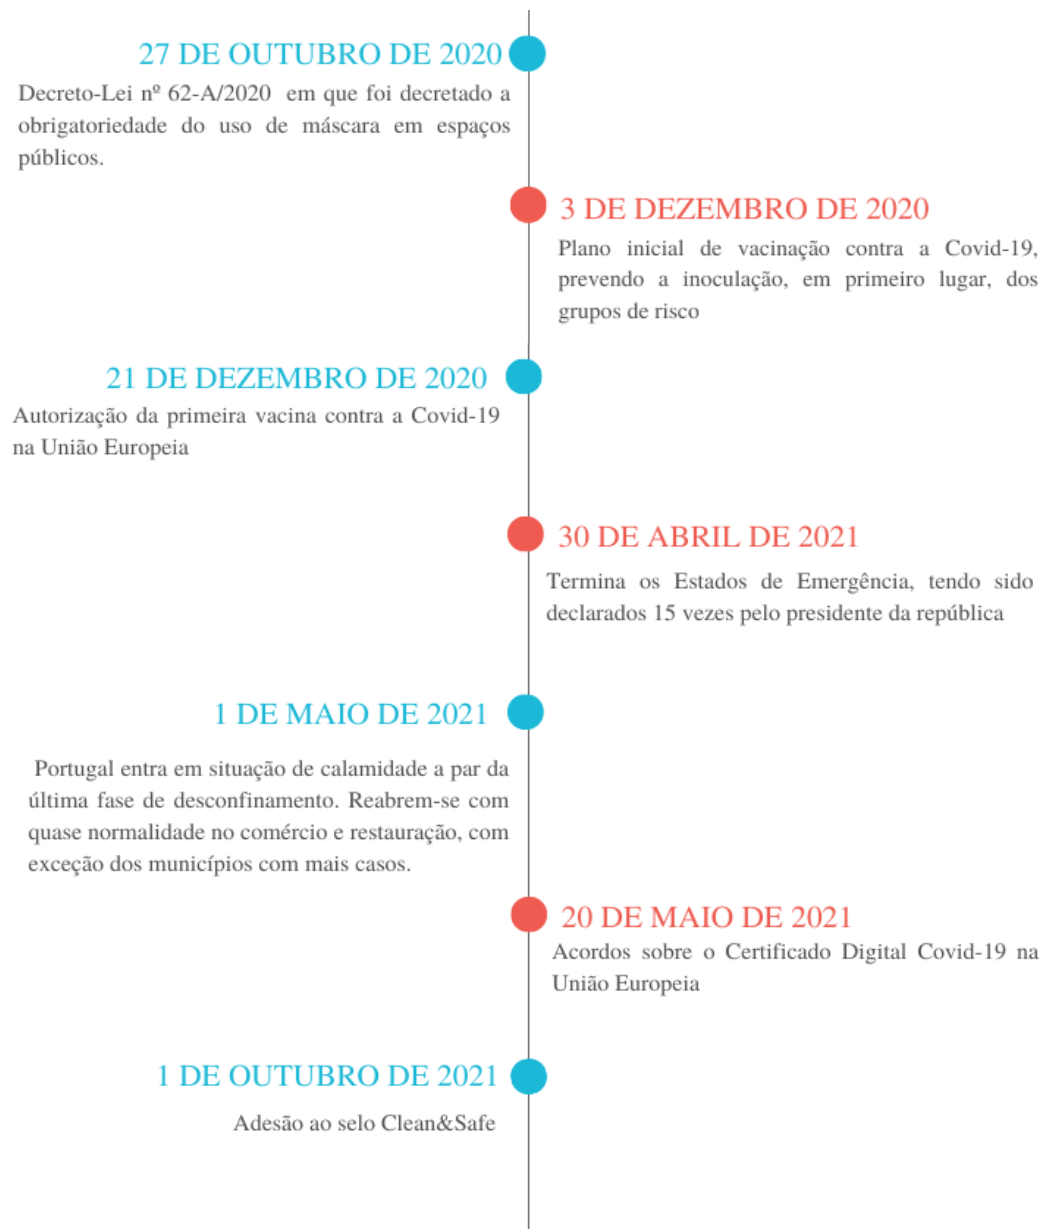 27 DE OUTUBRO DE 2020
Decreto-Lei nº 62-A/2020 em que foi decretado a
obrigatoriedade do uso de máscara em espaços
públicos.
3 DE DEZEMBRO DE 2020
Plano inicial de vacinação contra a Covid-19,
prevendo a inoculação, em primeiro lugar, dos
grupos de risco
21 DE DEZEMBRO DE 2020
Autorização da primeira vacina contra a Covid-19
na União Europeia
30 DE ABRIL DE 2021
Termina os Estados de Emergência, tendo sido
declarados 15 vezes pelo presidente da república
1 DE MAIO DE 2021
Portugal entra em situação de calamidade a par da
última fase de desconfinamento. Reabrem-se com
quase normalidade no comércio e restauração, com
exceção dos municípios com mais casos.
20 DE MAIO DE 2021
Acordos sobre o Certificado Digital Covid-19 na
União Europeia
1 DE OUTUBRO DE 2021
Adesão ao selo Clean&Safe